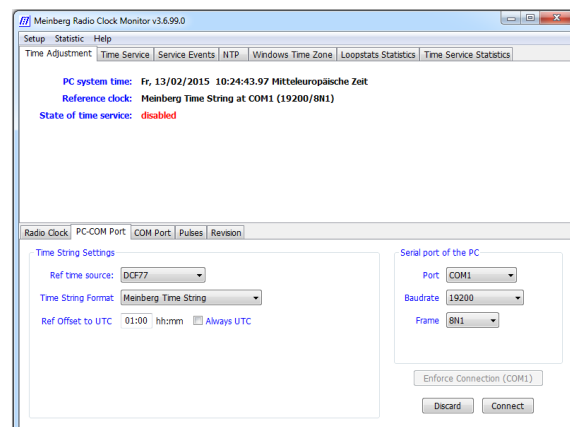 Meinberg Radio Clock Monitor v3.6.99.0
Setup Statistic Help
Time Adjustment Time Service Service Events NTP Windows Time Zone Loopstats Statistics Time Service Statistics
PC system time: Fr, 13/02/2015 10:24:43.97 Mitteleuropäische Zeit
Reference clock: Meinberg Time String at COM1 (19200/8N1)
State of time service: disabled
Radio Clock PC-COM Port COM Port Pulses Revision
Time String Settings
Ref time source: DCF77
Time String Format Meinberg Time String
Ref Offset to UTC 01:00 hh:mm Always UTC
Serial port of the PC
Port COM1
Baudrate 19200
Frame 8N1
Enforce Connection (COM1)
Discard Connect